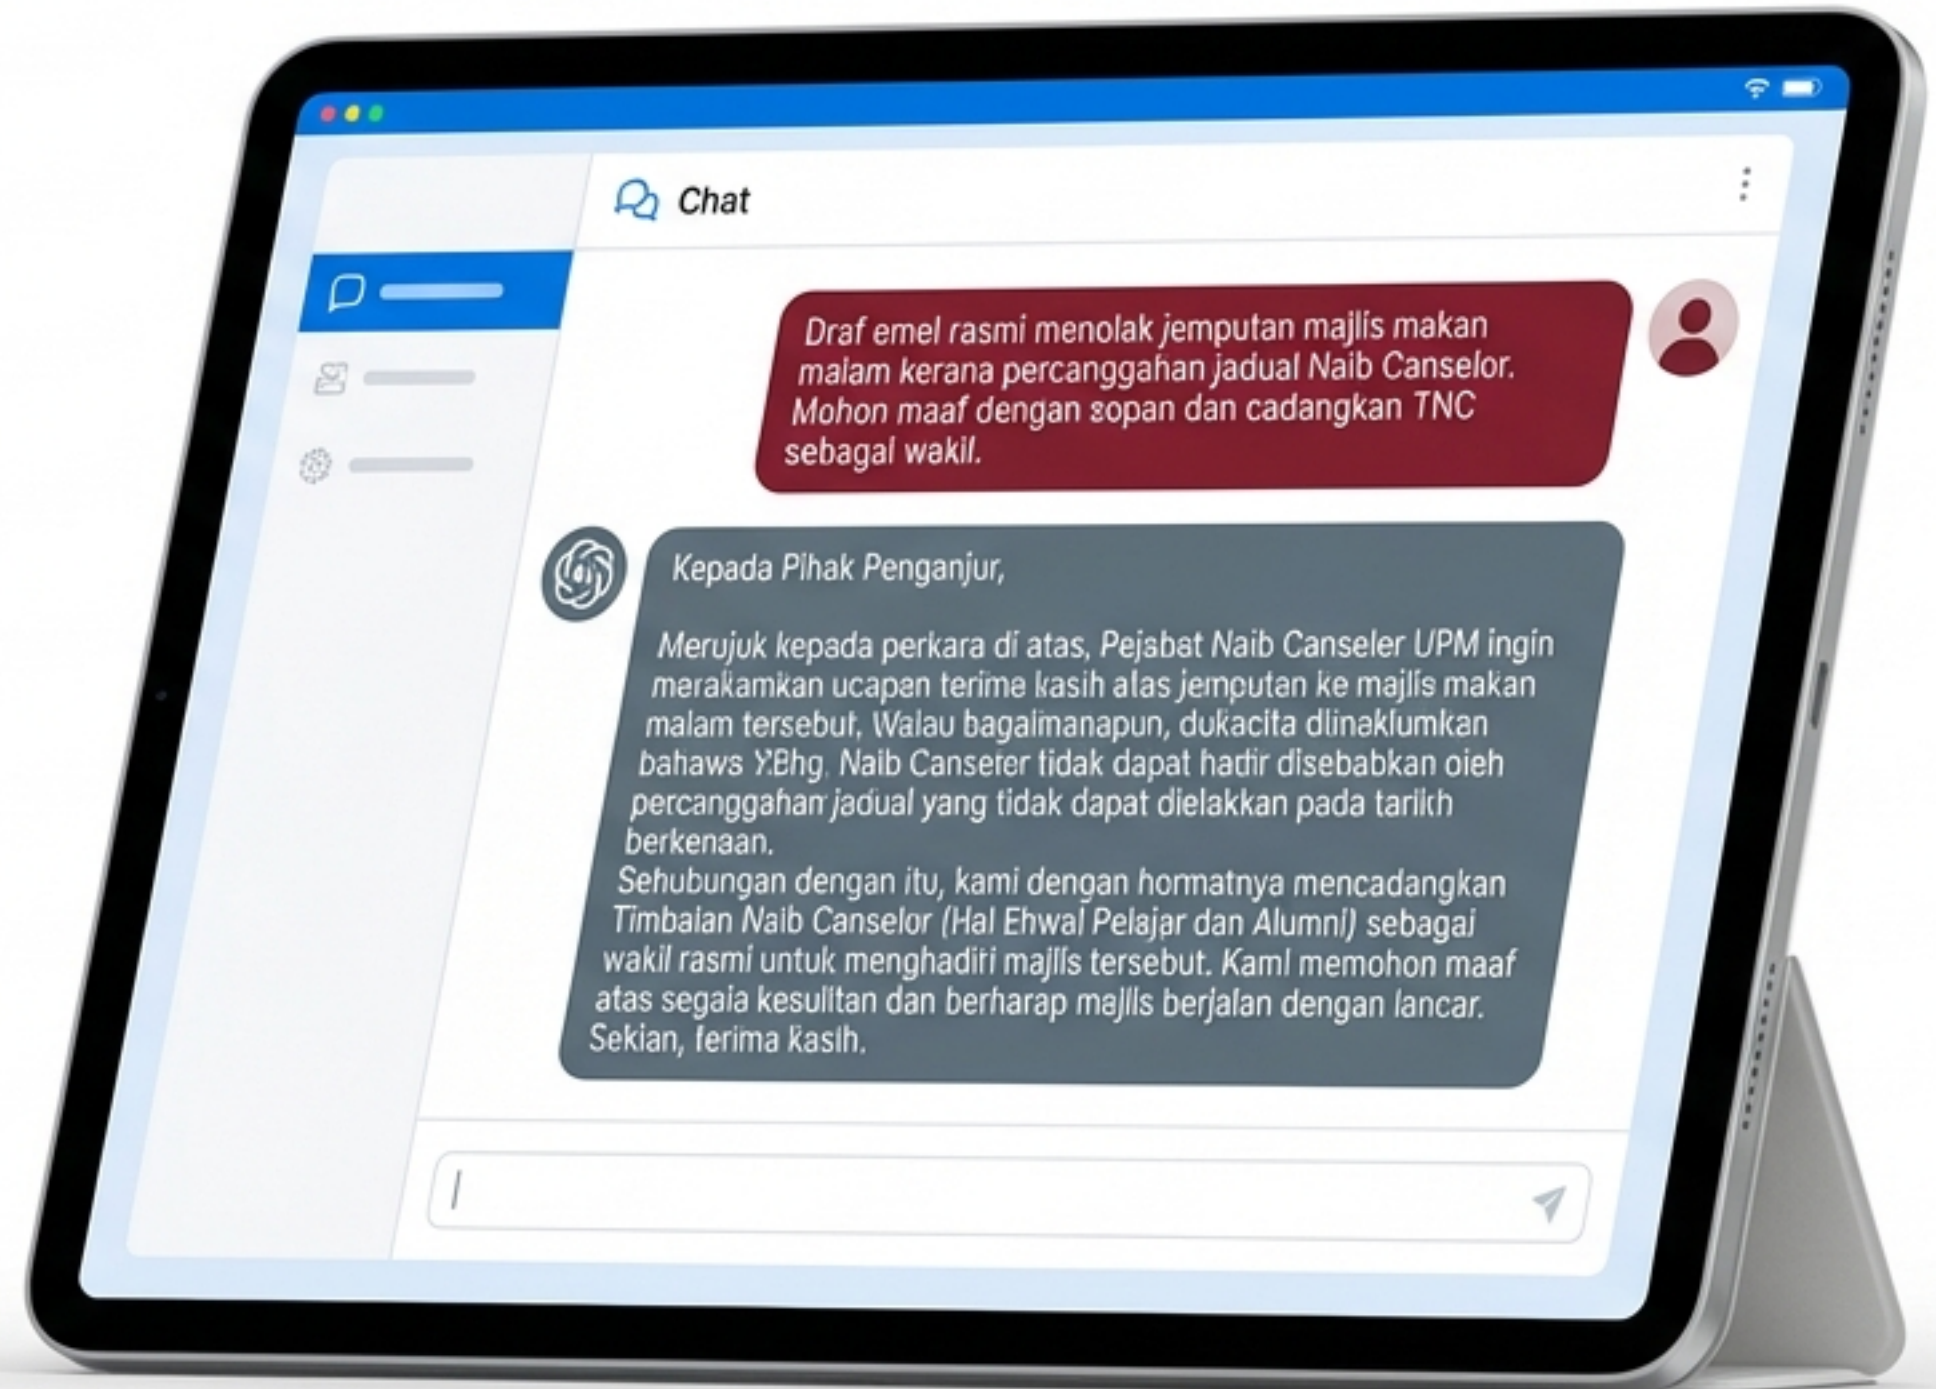 Chat
Draf emel rasmi menolak jemputan majlis makan
malam kerana percanggahan jadual Naib Canselor.
Mohon maaf dengan sopan dan cadangkan TNC
sebagai wakil.
Kepada Pihak Penganjur,
Merujuk kepada perkara di atas, Pejabat Naib Canseler UPM ingin
merakamkan ucapan terima kasih atas jemputan ke majlis makan
malam tersebut, Walau bagaimanapun, dukacita dlinaklumkan
bahaws Y.Bhg. Naib Canseler tidak dapat hadir disebabkan oieh
percanggahan jadual yang tidak dapat dielakkan pada tarikh
berkenaan.
Sehubungan dengan itu, kami dengan hormatnya mencadangkan
Timbalan Naib Canselor (Hal Ehwal Pelajar dan Alumni) sebagai
wakil rasmi untuk menghadiri majlis tersebut. Kami memohon maaf
atas segala kesulitan dan berharap majlis berjalan dengan lancar.
Sekian, terima kasih.